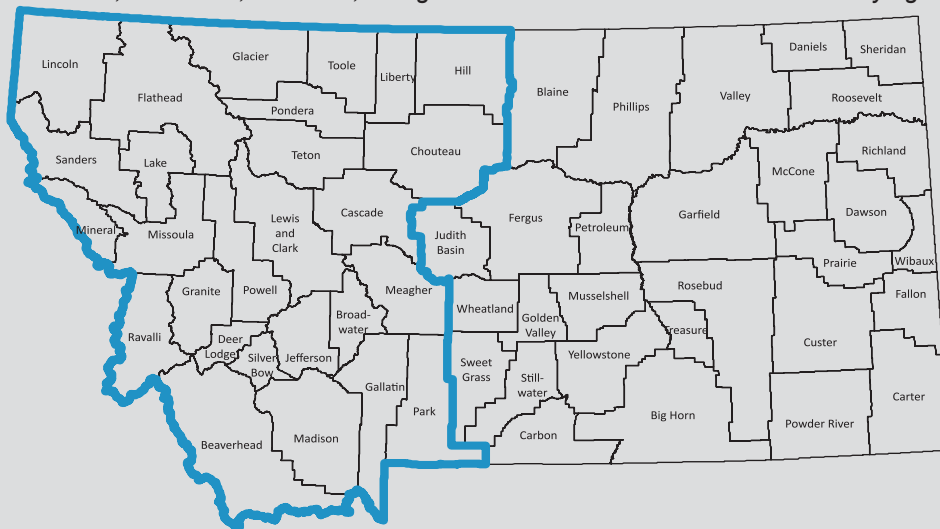 Lincoln
Flathead
Glacier
Toole
Liberty
Hill
Blaine
Phillips
Valley
Daniels
Sheridan
Roosevelt
Pondera
Teton
Chouteau
Sanders
Lake
Richland
McCone
Mineral
Missoula
Lewis
and
Clark
Cascade
Judith
Basin
Fergus
Petroleum
Garfield
Dawson
Prairie
Wibaux
Granite
Powell
Meagher
Broad-
water
Wheatland
Golden
Valley
Musselshell
Rosebud
Treasure
Fallon
Custer
Ravalli
Deer
Lodge
Silver
Bow
Jefferson
Gallatin
Park
Sweet
Grass
Still-
water
Yellowstone
Big Horn
Carter
Powder River
Beaverhead
Madison
Carbon